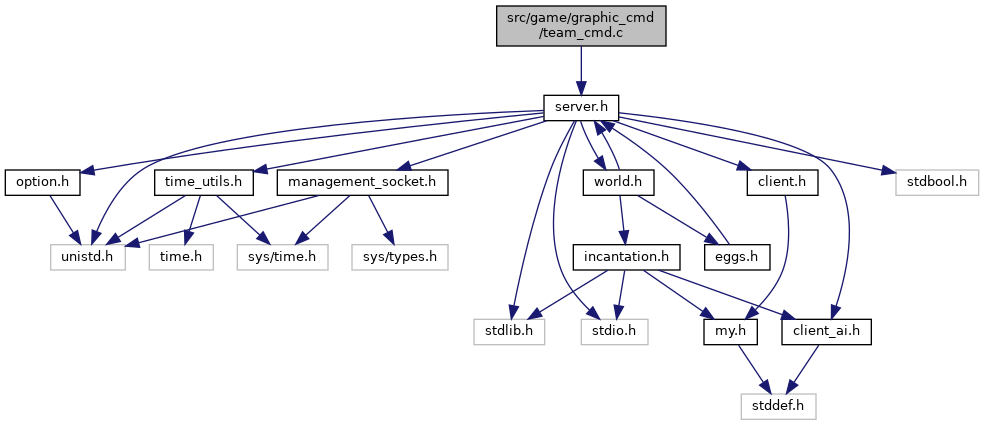 src/game/graphic_cmd
/team_cmd.c
server.h
option.h
time_utils.h
management_socket.h
world.h
client.h
stdbool.h
unistd.h
time.h
sys/time.h
sys/types.h
incantation.h
eggs.h
stdlib.h
stdio.h
my.h
client_ai.h
stddef.h